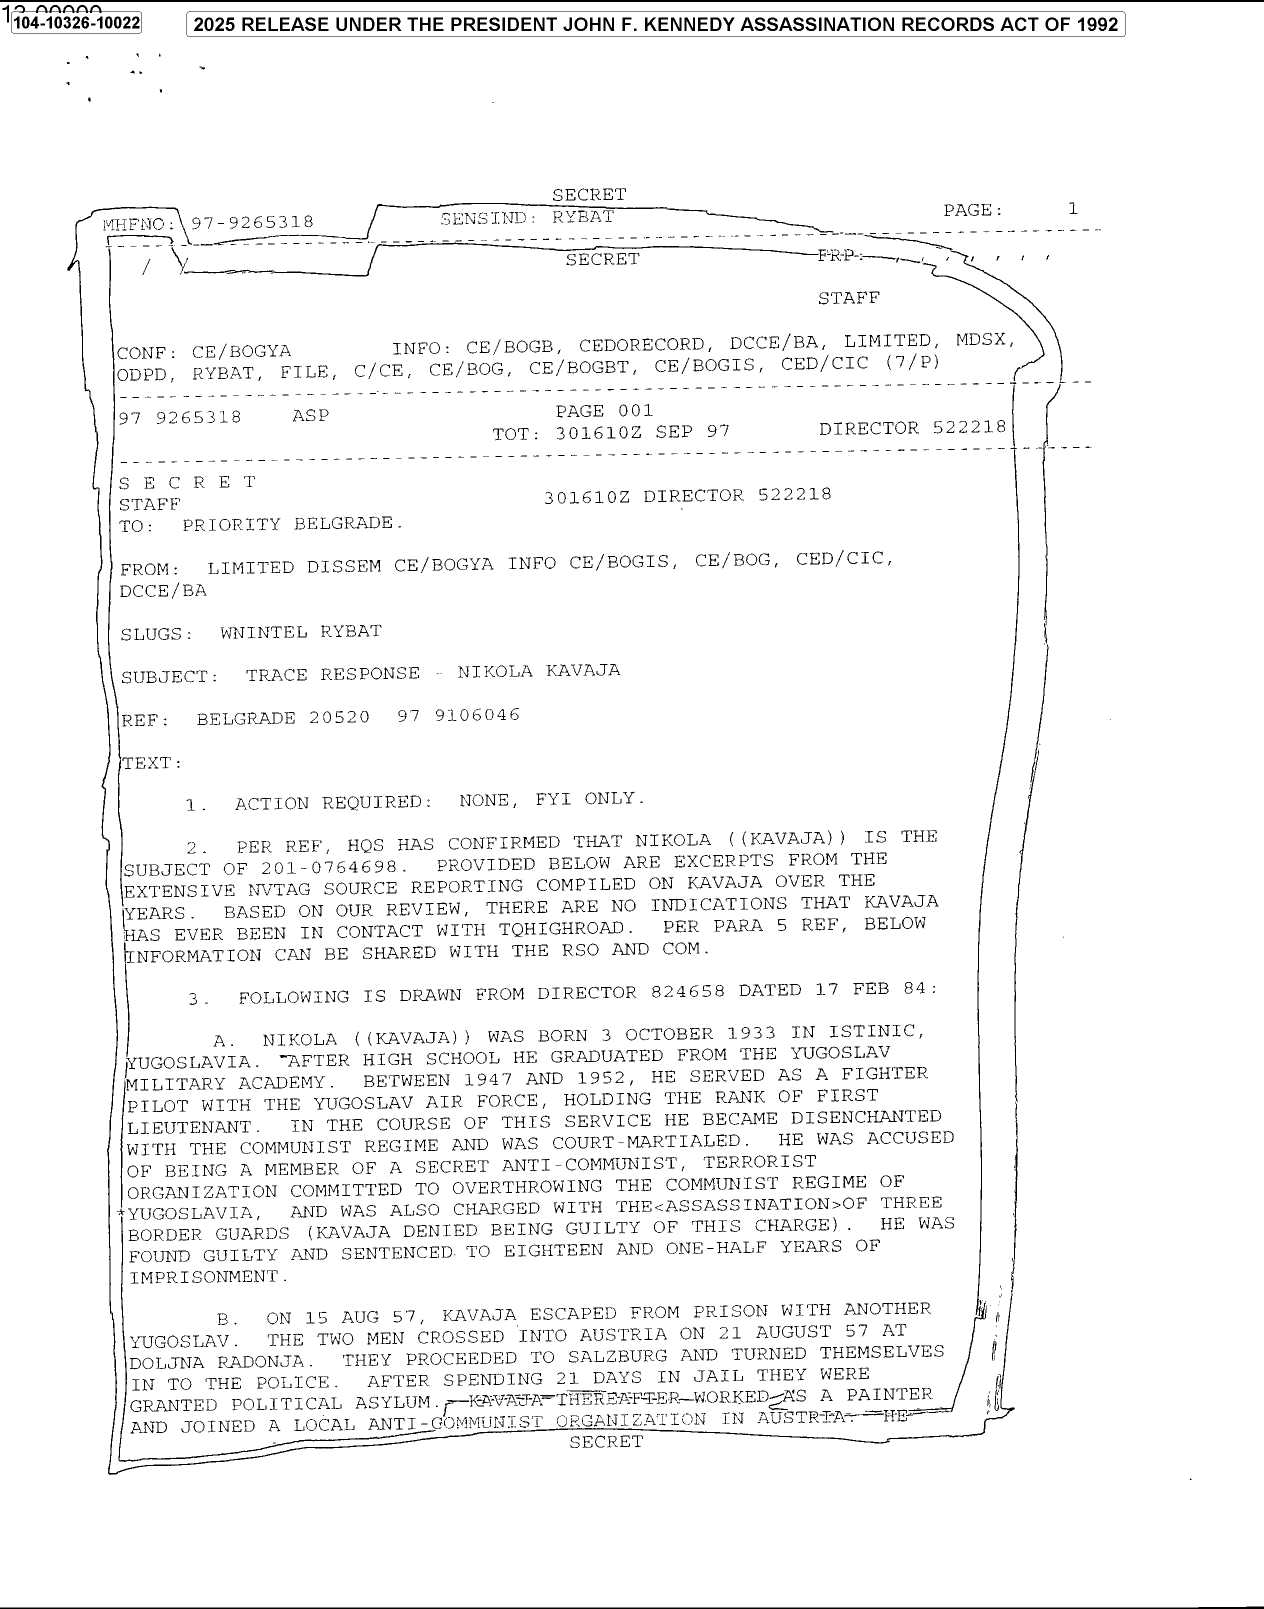 104-10326-10022
2025 RELEASE UNDER THE PRESIDENT JOHN F. KENNEDY ASSASSINATION RECORDS ACT OF 1992
SECRET
MHFNO: 97-9265318 SENSIND: RYBAT PAGE: 1
/ / SECRET FRP: , , , , , , ,
STAFF
CONF: CE/BOGYA INFO: CE/BOGB, CEDORECORD, DCCE/BA, LIMITED, MDSX,
ODPD, RYBAT, FILE, C/CE, CE/BOG, CE/BOGBT, CE/BOGIS, CED/CIC (7/P)
97 9265318 ASP PAGE 001
TOT: 301610Z SEP 97 DIRECTOR 522218
S E C R E T
STAFF 301610Z DIRECTOR 522218
TO: PRIORITY BELGRADE.
FROM: LIMITED DISSEM CE/BOGYA INFO CE/BOGIS, CE/BOG, CED/CIC,
DCCE/BA
SLUGS: WNINTEL RYBAT
SUBJECT: TRACE RESPONSE - NIKOLA KAVAJA
REF: BELGRADE 20520 97 9106046
TEXT:
1. ACTION REQUIRED: NONE, FYI ONLY.
2. PER REF, HQS HAS CONFIRMED THAT NIKOLA ((KAVAJA)) IS THE
SUBJECT OF 201-0764698. PROVIDED BELOW ARE EXCERPTS FROM THE
EXTENSIVE NVTAG SOURCE REPORTING COMPILED ON KAVAJA OVER THE
YEARS. BASED ON OUR REVIEW, THERE ARE NO INDICATIONS THAT KAVAJA
HAS EVER BEEN IN CONTACT WITH TQHIGHROAD. PER PARA 5 REF, BELOW
INFORMATION CAN BE SHARED WITH THE RSO AND COM.
3. FOLLOWING IS DRAWN FROM DIRECTOR 824658 DATED 17 FEB 84:
A. NIKOLA ((KAVAJA)) WAS BORN 3 OCTOBER 1933 IN ISTINIC,
YUGOSLAVIA. AFTER HIGH SCHOOL HE GRADUATED FROM THE YUGOSLAV
MILITARY ACADEMY. BETWEEN 1947 AND 1952, HE SERVED AS A FIGHTER
PILOT WITH THE YUGOSLAV AIR FORCE, HOLDING THE RANK OF FIRST
LIEUTENANT. IN THE COURSE OF THIS SERVICE HE BECAME DISENCHANTED
WITH THE COMMUNIST REGIME AND WAS COURT-MARTIALED. HE WAS ACCUSED
OF BEING A MEMBER OF A SECRET ANTI-COMMUNIST, TERRORIST
ORGANIZATION COMMITTED TO OVERTHROWING THE COMMUNIST REGIME OF
*YUGOSLAVIA, AND WAS ALSO CHARGED WITH THE<ASSASSINATION>OF THREE
BORDER GUARDS (KAVAJA DENIED BEING GUILTY OF THIS CHARGE). HE WAS
FOUND GUILTY AND SENTENCED TO EIGHTEEN AND ONE-HALF YEARS OF
IMPRISONMENT.
B. ON 15 AUG 57, KAVAJA ESCAPED FROM PRISON WITH ANOTHER
YUGOSLAV. THE TWO MEN CROSSED INTO AUSTRIA ON 21 AUGUST 57 AT
DOLJNA RADONJA. THEY PROCEEDED TO SALZBURG AND TURNED THEMSELVES
IN TO THE POLICE. AFTER SPENDING 21 DAYS IN JAIL THEY WERE
GRANTED POLITICAL ASYLUM. KAVAJA THEREAFTER WORKED AS A PAINTER
AND JOINED A LOCAL ANTI-COMMUNIST ORGANIZATION IN AUSTRIA. HE
SECRET